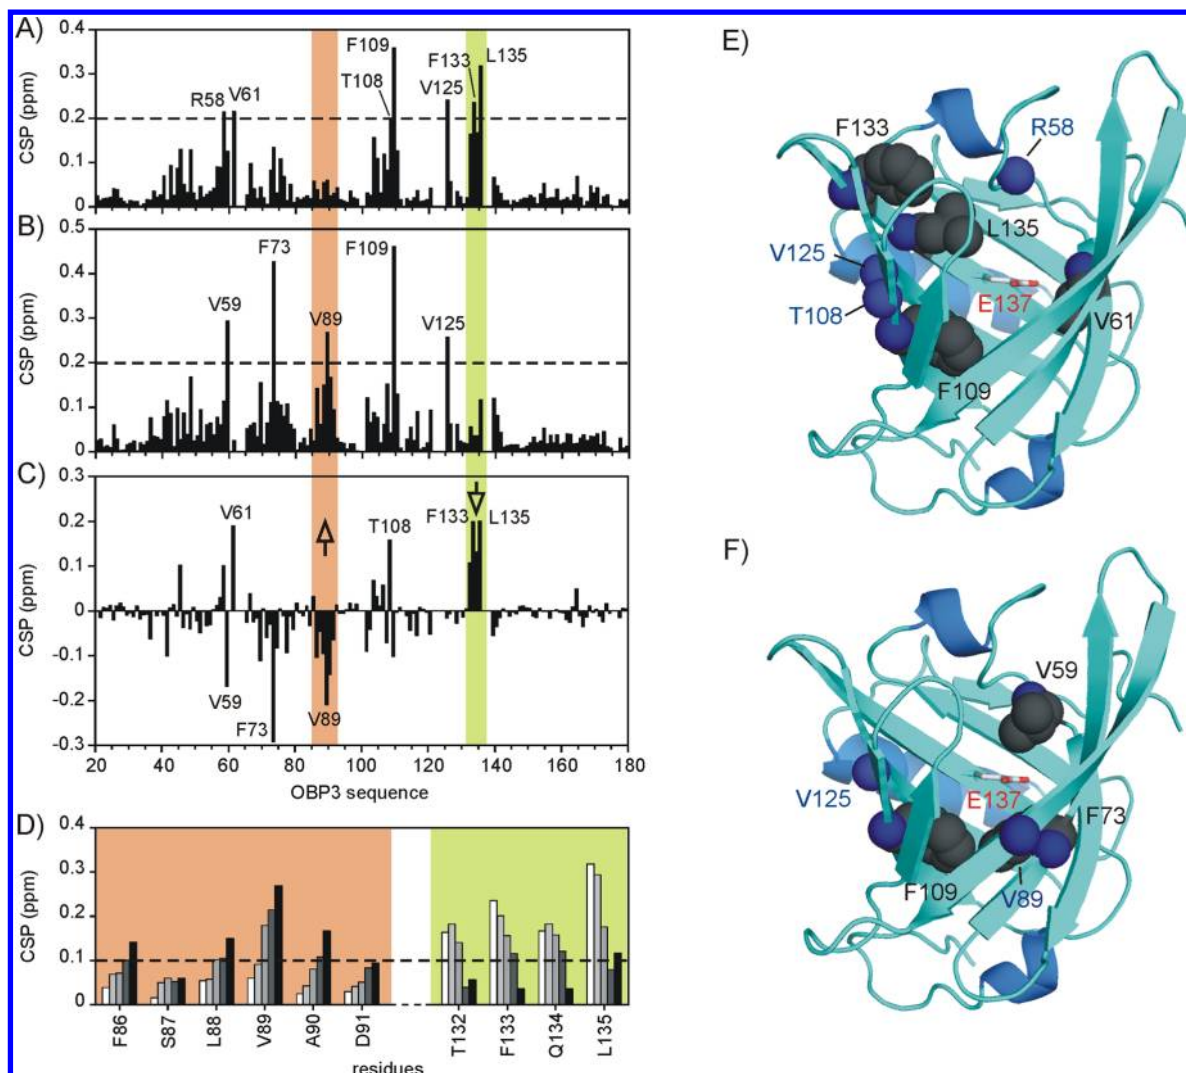 A)
0.4
0.3
0.2
0.1
0
CSP (ppm)
R58
V61
F109
T108
V125
F133
L135
B)
0.5
0.4
0.3
0.2
0.1
0
CSP (ppm)
V59
F73
V89
F109
V125
C)
0.3
0.2
0.1
0
-0.1
-0.2
-0.3
CSP (ppm)
V61
T108
F133
L135
V59
F73
V89
20
40
60
80
100
120
140
160
180
OBP3 sequence
D)
0.4
0.3
0.2
0.1
0
CSP (ppm)
F86
S87
L88
V89
A90
D91
T132
F133
Q134
L135
residues
E)
F133
R58
L135
V125
E137
T108
V61
F109
F)
V59
V125
E137
F73
F109
V89